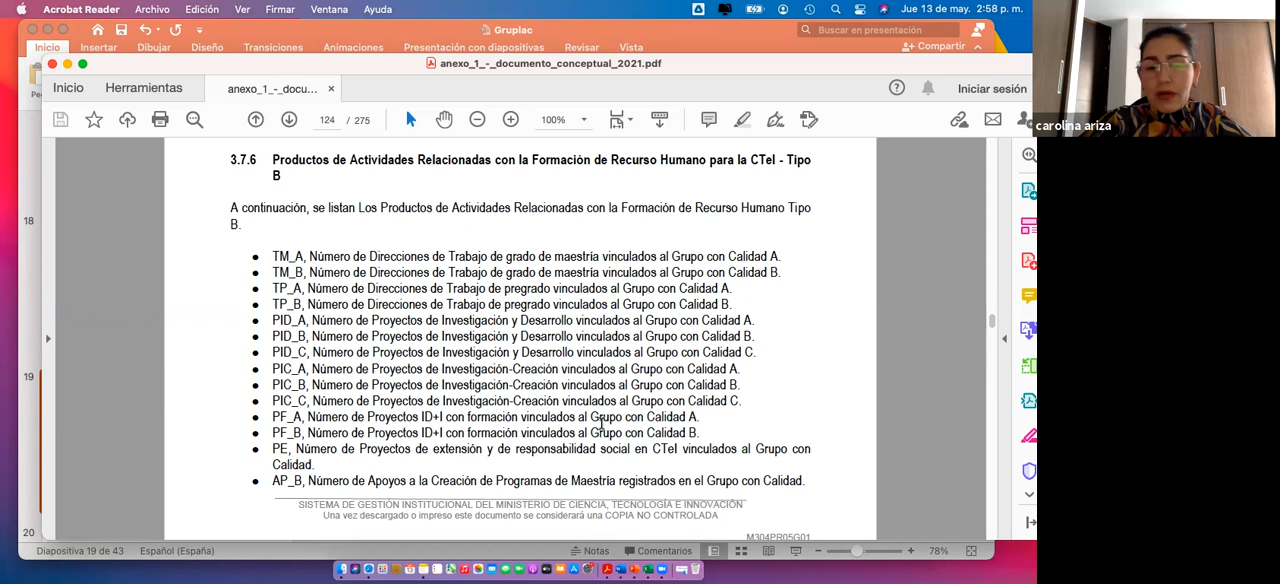 Acrobat Reader Archivo Edición Ver Firmar Ventana Ayuda Jue 13 de may. 2:58 p. m.
Gruplac
Buscar en presentación
Inicio Insertar Dibujar Diseño Transiciones Animaciones Presentación con diapositivas Revisar Vista
Compartir
anexo_1_-_documento_conceptual_2021.pdf
Inicio Herramientas anexo_1_-_docu... × Iniciar sesión
124 / 275 100%
carolina ariza
3.7.6 Productos de Actividades Relacionadas con la Formación de Recurso Humano para la CTeI - Tipo
B
A continuación, se listan Los Productos de Actividades Relacionadas con la Formación de Recurso Humano Tipo
B.
● TM_A, Número de Direcciones de Trabajo de grado de maestría vinculados al Grupo con Calidad A.
● TM_B, Número de Direcciones de Trabajo de grado de maestría vinculados al Grupo con Calidad B.
● TP_A, Número de Direcciones de Trabajo de pregrado vinculados al Grupo con Calidad A.
● TP_B, Número de Direcciones de Trabajo de pregrado vinculados al Grupo con Calidad B.
● PID_A, Número de Proyectos de Investigación y Desarrollo vinculados al Grupo con Calidad A.
● PID_B, Número de Proyectos de Investigación y Desarrollo vinculados al Grupo con Calidad B.
● PID_C, Número de Proyectos de Investigación y Desarrollo vinculados al Grupo con Calidad C.
● PIC_A, Número de Proyectos de Investigación-Creación vinculados al Grupo con Calidad A.
● PIC_B, Número de Proyectos de Investigación-Creación vinculados al Grupo con Calidad B.
● PIC_C, Número de Proyectos de Investigación-Creación vinculados al Grupo con Calidad C.
● PF_A, Número de Proyectos ID+I con formación vinculados al Grupo con Calidad A.
● PF_B, Número de Proyectos ID+I con formación vinculados al Grupo con Calidad B.
● PE, Número de Proyectos de extensión y de responsabilidad social en CTeI vinculados al Grupo con
Calidad.
● AP_B, Número de Apoyos a la Creación de Programas de Maestría registrados en el Grupo con Calidad.
SISTEMA DE GESTIÓN INSTITUCIONAL DEL MINISTERIO DE CIENCIA, TECNOLOGÍA E INNOVACIÓN
Una vez descargado o impreso este documento se considerará una COPIA NO CONTROLADA
M304PR05G01
18
19
20
Diapositiva 19 de 43 Español (España) Notas Comentarios 78%